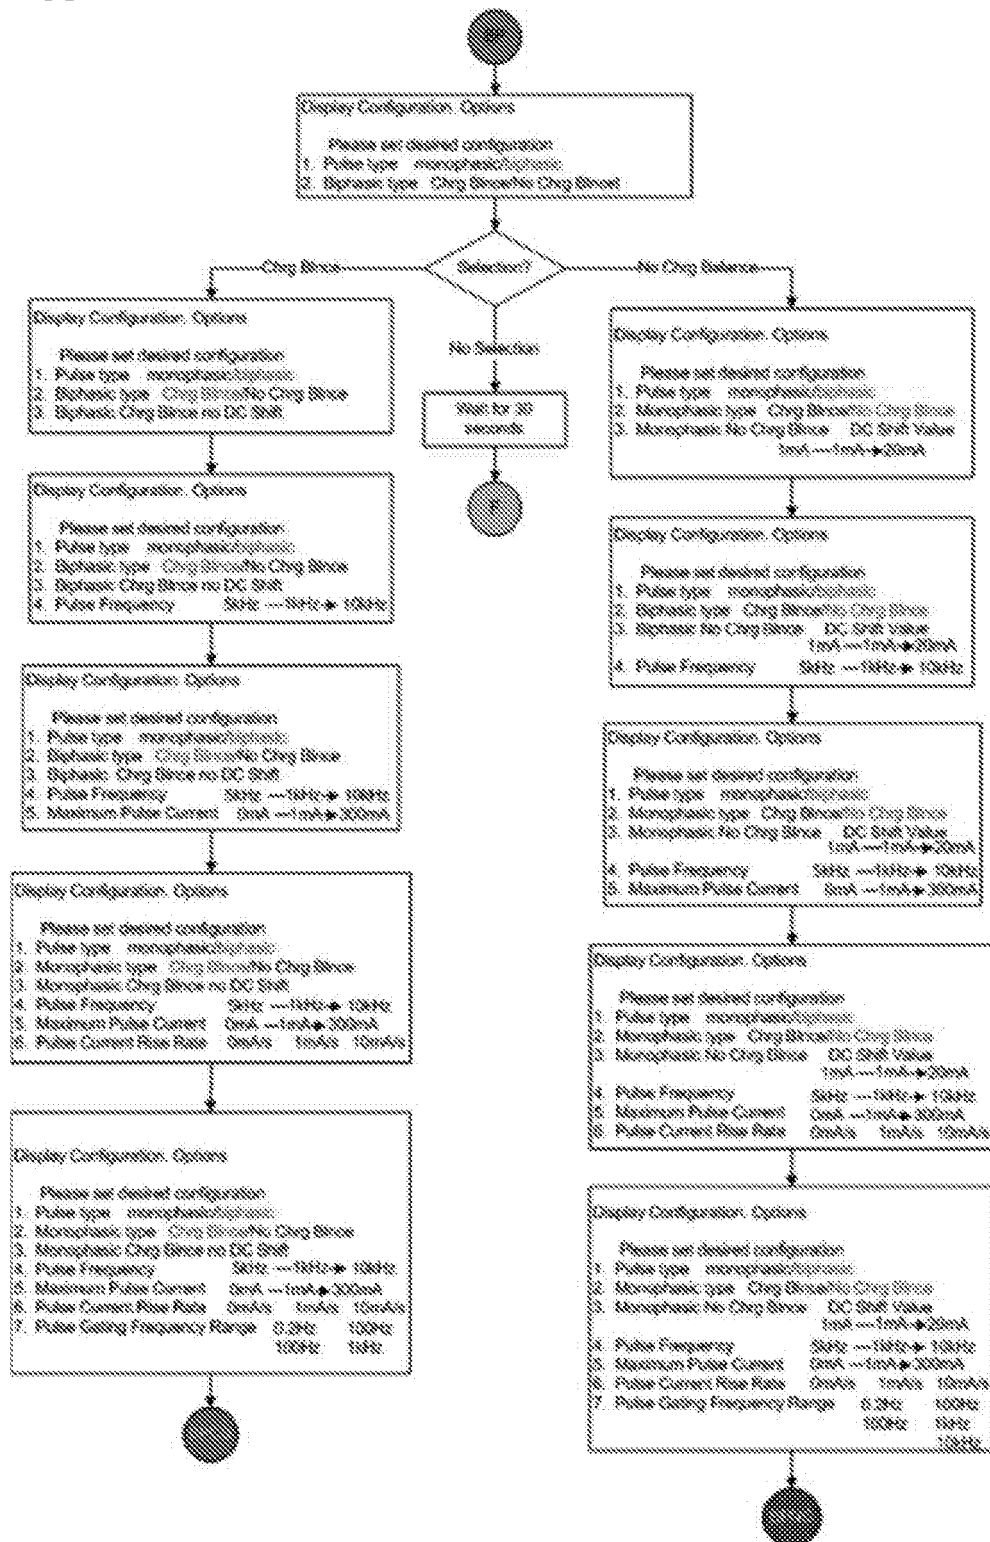 Display Configuration. Options
Please set desired configuration
1. Pulse type monophasic/biphasic
2. Biphasic type Chrg Blnce/No Chrg Blnce
Selection?
Chrg Blnce
No Chrg Balance
No Selection
Wait for 30
seconds
Display Configuration. Options
Please set desired configuration
1. Pulse type monophasic/biphasic
2. Biphasic type Chrg Blnce/No Chrg Blnce
3. Biphasic Chrg Blnce no DC Shift
Display Configuration. Options
Please set desired configuration
1. Pulse type monophasic/biphasic
2. Biphasic type Chrg Blnce/No Chrg Blnce
3. Biphasic Chrg Blnce no DC Shift
4. Pulse Frequency 5kHz ---1kHz→ 10kHz
Display Configuration. Options
Please set desired configuration
1. Pulse type monophasic/biphasic
2. Biphasic type Chrg Blnce/No Chrg Blnce
3. Biphasic Chrg Blnce no DC Shift
4. Pulse Frequency 5kHz ---1kHz→ 10kHz
5. Maximum Pulse Current 0mA ---1mA→300mA
Display Configuration. Options
Please set desired configuration
1. Pulse type monophasic/biphasic
2. Monophasic type Chrg Blnce/No Chrg Blnce
3. Monophasic Chrg Blnce no DC Shift
4. Pulse Frequency 5kHz ---1kHz→ 10kHz
5. Maximum Pulse Current 0mA ---1mA→300mA
6. Pulse Current Rise Rate 0mA/s 1mA/s 10mA/s
Display Configuration. Options
Please set desired configuration
1. Pulse type monophasic/biphasic
2. Monophasic type Chrg Blnce/No Chrg Blnce
3. Monophasic Chrg Blnce no DC Shift
4. Pulse Frequency 5kHz ---1kHz→ 10kHz
5. Maximum Pulse Current 0mA ---1mA→300mA
6. Pulse Current Rise Rate 0mA/s 1mA/s 10mA/s
7. Pulse Gating Frequency Range 0.2Hz 100Hz
100Hz 1kHz
Display Configuration. Options
Please set desired configuration
1. Pulse type monophasic/biphasic
2. Monophasic type Chrg Blnce/No Chrg Blnce
3. Monophasic No Chrg Blnce DC Shift Value
1mA ---1mA→20mA
Display Configuration. Options
Please set desired configuration
1. Pulse type monophasic/biphasic
2. Biphasic type Chrg Blnce/No Chrg Blnce
3. Biphasic No Chrg Blnce DC Shift Value
1mA ---1mA→20mA
4. Pulse Frequency 5kHz ---1kHz→ 10kHz
Display Configuration. Options
Please set desired configuration
1. Pulse type monophasic/biphasic
2. Monophasic type Chrg Blnce/No Chrg Blnce
3. Monophasic No Chrg Blnce DC Shift Value
1mA ---1mA→20mA
4. Pulse Frequency 5kHz ---1kHz→ 10kHz
5. Maximum Pulse Current 0mA ---1mA→300mA
Display Configuration. Options
Please set desired configuration
1. Pulse type monophasic/biphasic
2. Monophasic type Chrg Blnce/No Chrg Blnce
3. Monophasic No Chrg Blnce DC Shift Value
1mA ---1mA→20mA
4. Pulse Frequency 5kHz ---1kHz→ 10kHz
5. Maximum Pulse Current 0mA ---1mA→300mA
6. Pulse Current Rise Rate 0mA/s 1mA/s 10mA/s
Display Configuration. Options
Please set desired configuration
1. Pulse type monophasic/biphasic
2. Monophasic type Chrg Blnce/No Chrg Blnce
3. Monophasic No Chrg Blnce DC Shift Value
1mA ---1mA→20mA
4. Pulse Frequency 5kHz ---1kHz→ 10kHz
5. Maximum Pulse Current 0mA ---1mA→300mA
6. Pulse Current Rise Rate 0mA/s 1mA/s 10mA/s
7. Pulse Gating Frequency Range 0.2Hz 100Hz
100Hz 1kHz
10kHz